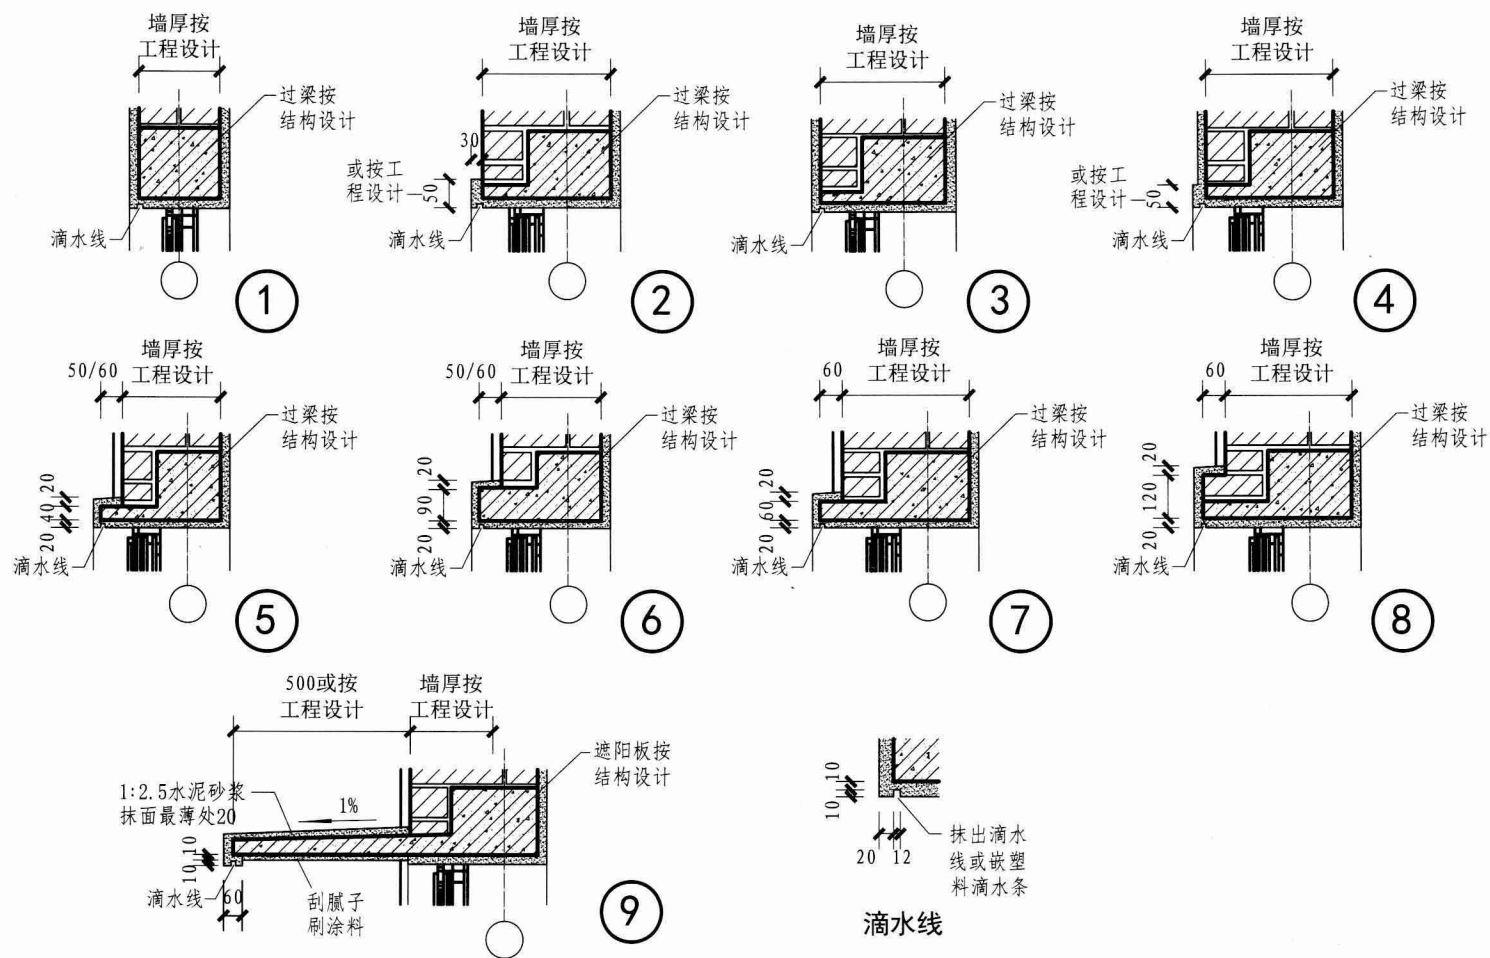 墙厚按
工程设计
过梁按
结构设计
滴水线
1
墙厚按
工程设计
过梁按
结构设计
30
或按工
程设计
50
滴水线
2
墙厚按
工程设计
过梁按
结构设计
滴水线
3
墙厚按
工程设计
过梁按
结构设计
或按工
程设计
50
滴水线
4
50/60
墙厚按
工程设计
过梁按
结构设计
20
40
20
滴水线
5
50/60
墙厚按
工程设计
过梁按
结构设计
20
90
20
滴水线
6
60
墙厚按
工程设计
过梁按
结构设计
20
60
20
滴水线
7
60
墙厚按
工程设计
过梁按
结构设计
20
120
20
滴水线
8
500或按
工程设计
墙厚按
工程设计
遮阳板按
结构设计
1:2.5水泥砂浆
抹面最薄处20
1%
10
10
滴水线
60
刮腻子
刷涂料
9
10
10
20
12
抹出滴水
线或嵌塑
料滴水条
滴水线